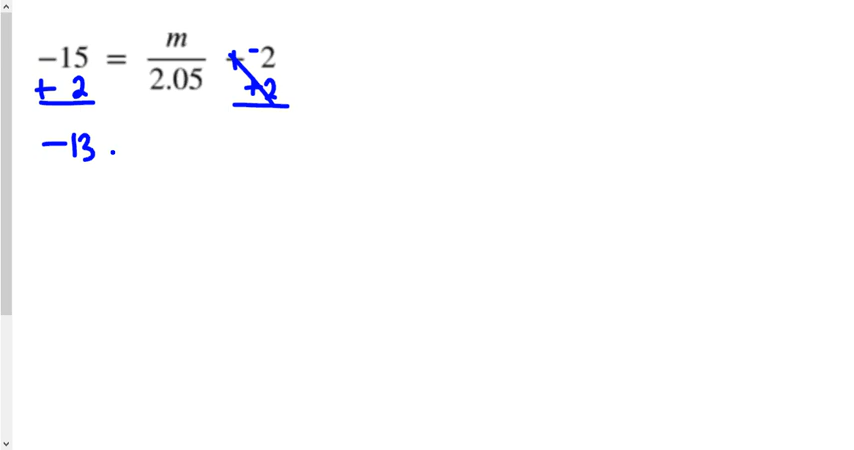 −15 = m/2.05 + -2
+ 2 +2
−13 .